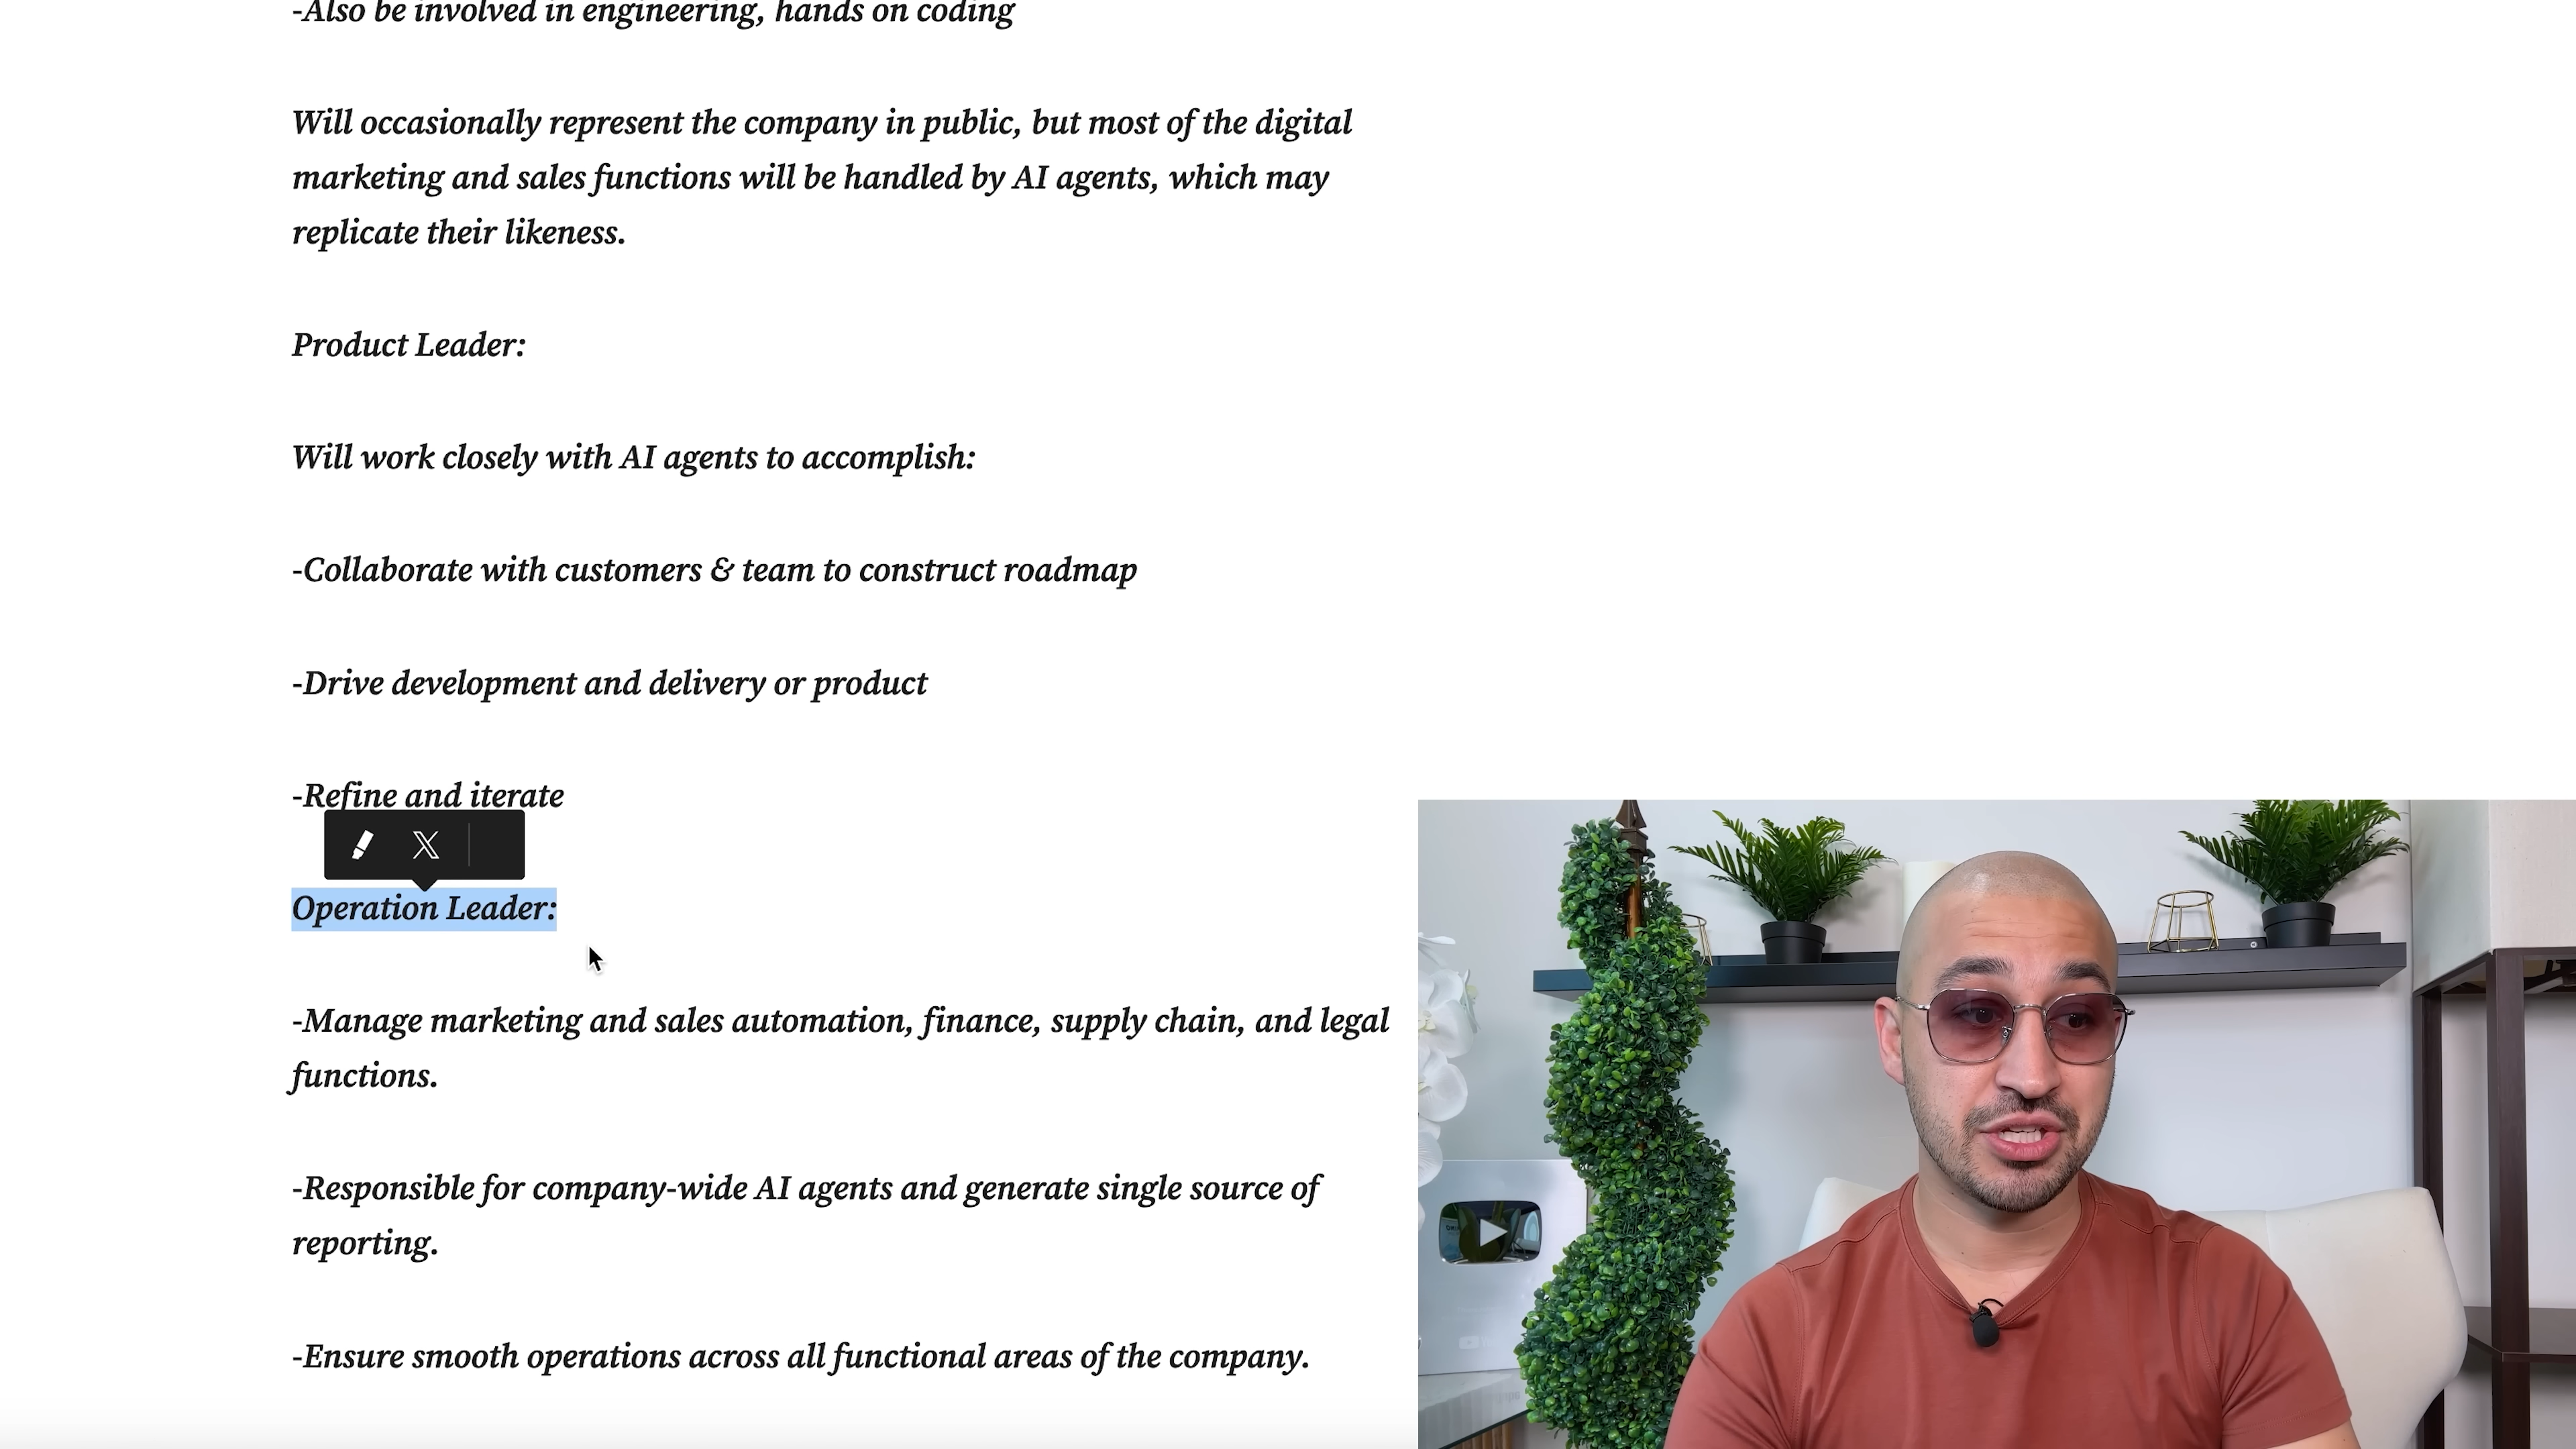 -Also be involved in engineering, hands on coding
Will occasionally represent the company in public, but most of the digital
marketing and sales functions will be handled by AI agents, which may
replicate their likeness.
Product Leader:
Will work closely with AI agents to accomplish:
-Collaborate with customers & team to construct roadmap
-Drive development and delivery or product
-Refine and iterate
Operation Leader:
-Manage marketing and sales automation, finance, supply chain, and legal
functions.
-Responsible for company-wide AI agents and generate single source of
reporting.
-Ensure smooth operations across all functional areas of the company.